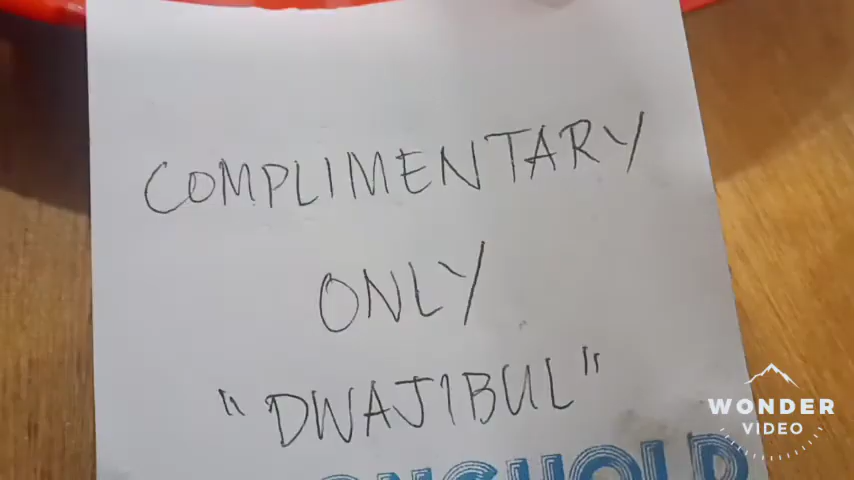 COMPLIMENTARY
ONLY
"DWAJIBUL"
WONDER
VIDEO